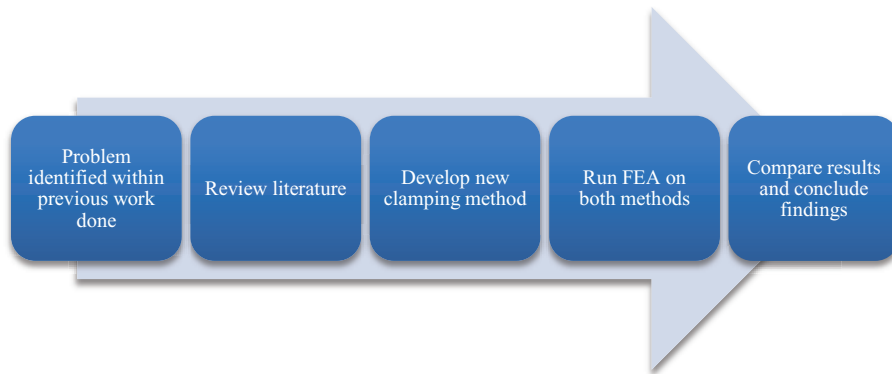 Problem
identified within
previous work
done
Review literature
Develop new
clamping method
Run FEA on
both methods
Compare results
and conclude
findings